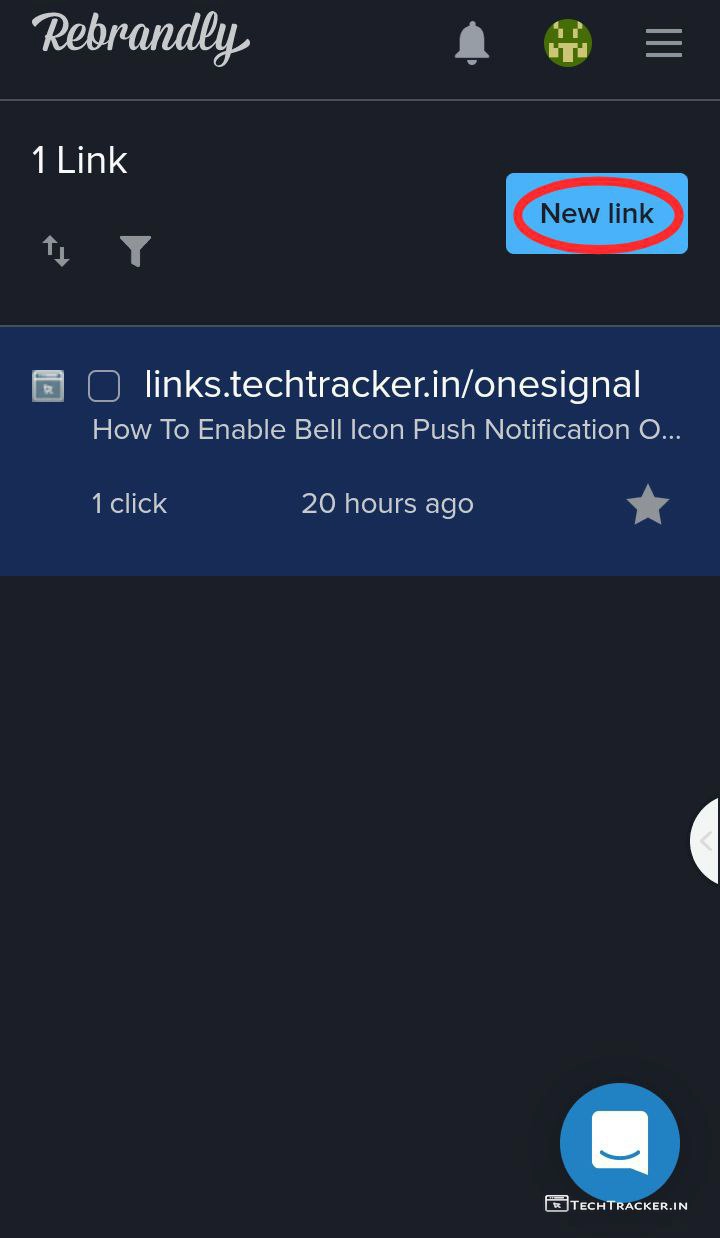 Rebrandly
1 Link
New link
links.techtracker.in/onesignal
How To Enable Bell Icon Push Notification O...
1 click 20 hours ago
TECHTRACKER.IN